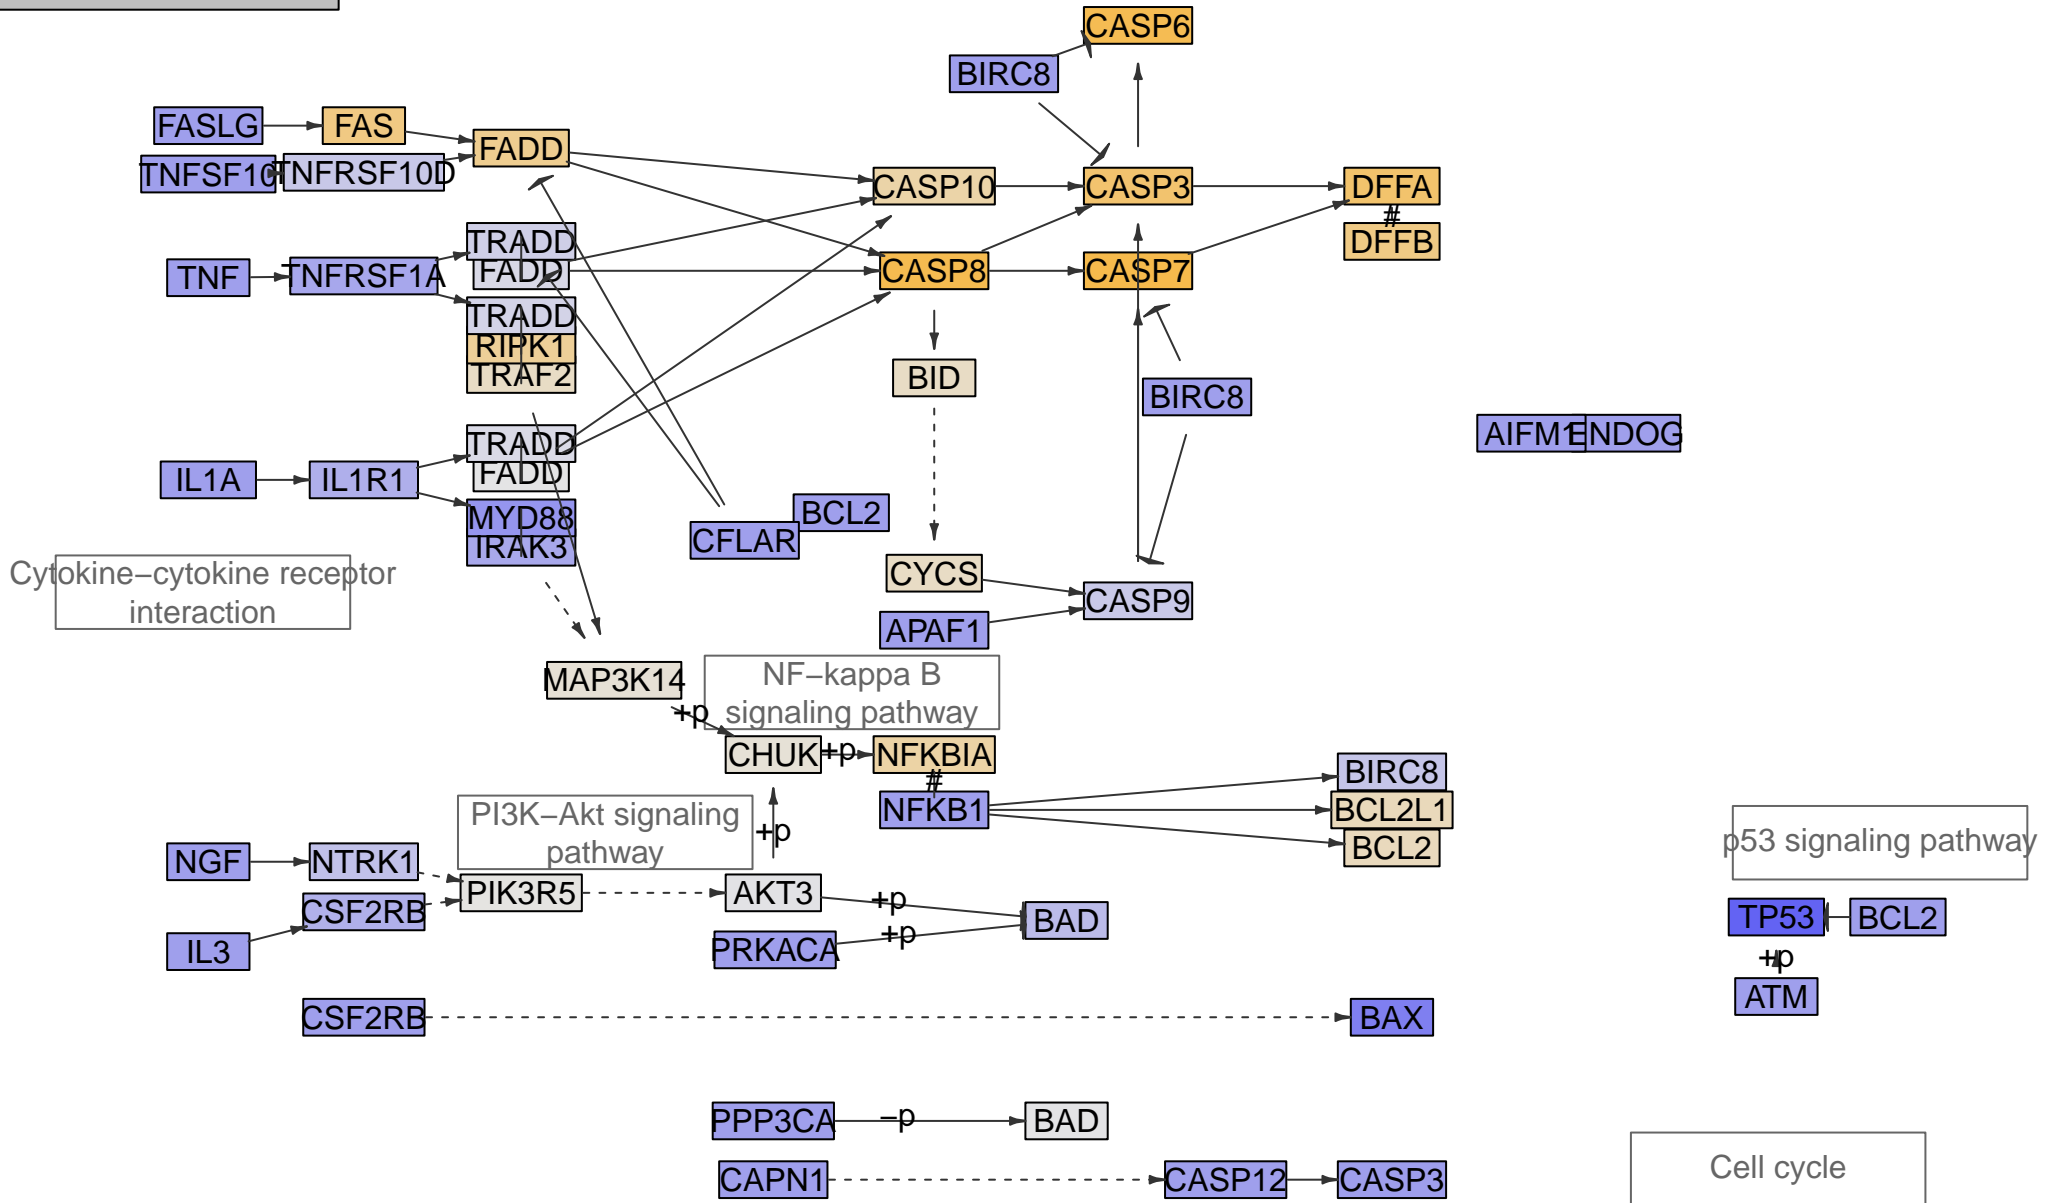 CASP6
BIRC8
FASLG
FAS
FADD
TNFSF10
TNFRSF10D
CASP10
CASP3
DFFA
#
DFFB
TRADD
FADD
TNF
TNFRSF1A
CASP8
CASP7
TRADD
RIPK1
TRAF2
BID
BIRC8
AIFM1
ENDOG
TRADD
FADD
IL1A
IL1R1
MYD88
IRAK3
BCL2
CFLAR
CYCS
CASP9
APAF1
Cytokine−cytokine receptor
interaction
MAP3K14
NF−kappa B
signaling pathway
+p
CHUK
+p
NFKBIA
#
NFKB1
BIRC8
BCL2L1
BCL2
PI3K−Akt signaling
pathway
+p
p53 signaling pathway
NGF
NTRK1
PIK3R5
AKT3
+p
BAD
CSF2RB
IL3
PRKACA
+p
TP53
BCL2
+p
ATM
CSF2RB
BAX
PPP3CA
−p
BAD
CAPN1
CASP12
CASP3
Cell cycle